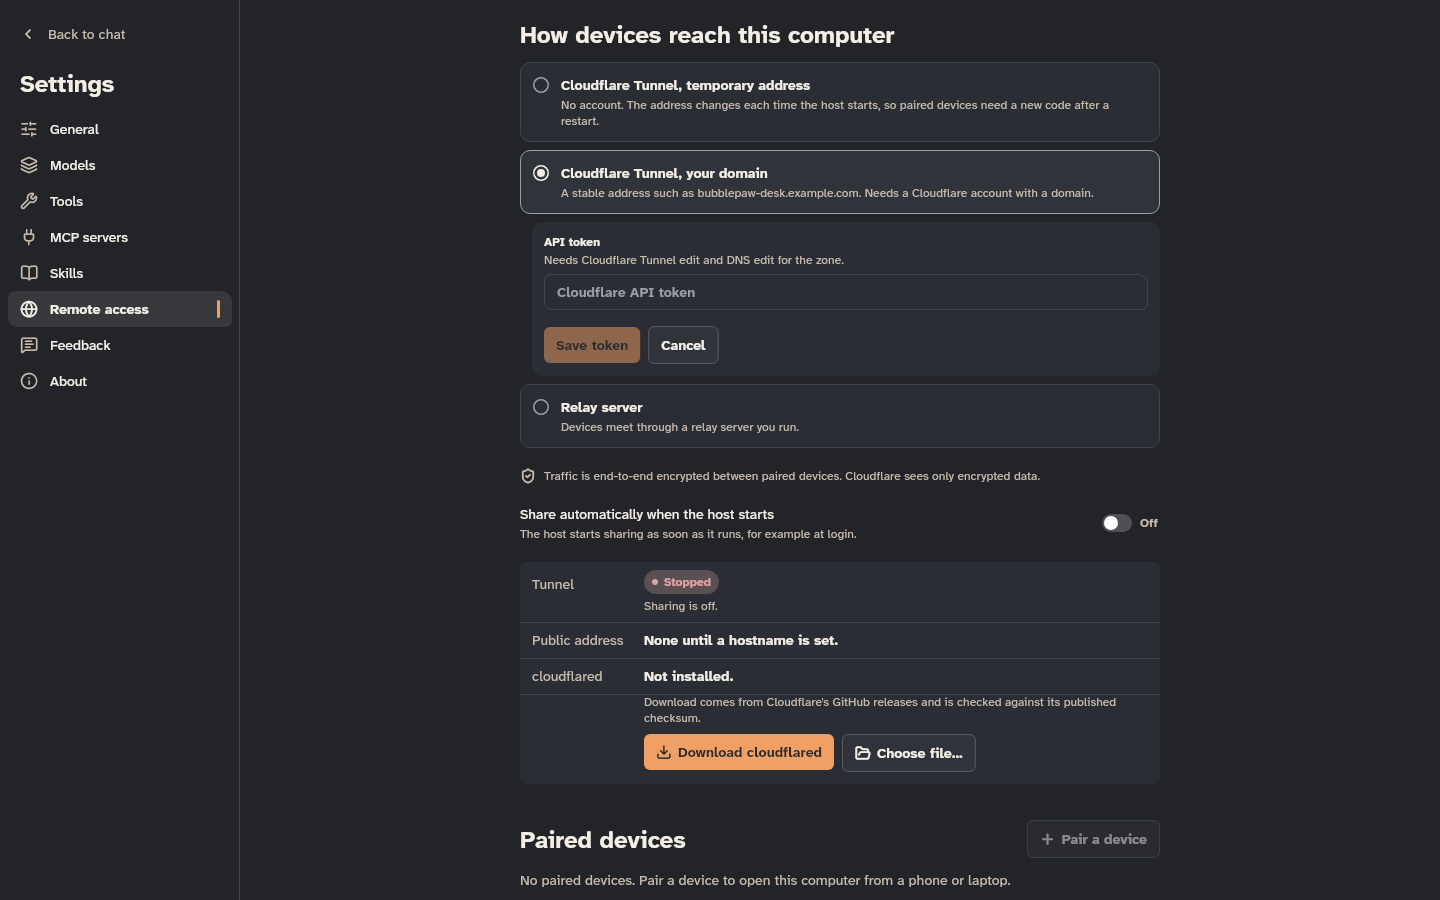 Back to chat
Settings
General
Models
Tools
MCP servers
Skills
Remote access
Feedback
About
How devices reach this computer
Cloudflare Tunnel, temporary address
No account. The address changes each time the host starts, so paired devices need a new code after a
restart.
Cloudflare Tunnel, your domain
A stable address such as bubblepaw-desk.example.com. Needs a Cloudflare account with a domain.
API token
Needs Cloudflare Tunnel edit and DNS edit for the zone.
Cloudflare API token
Save token
Cancel
Relay server
Devices meet through a relay server you run.
Traffic is end-to-end encrypted between paired devices. Cloudflare sees only encrypted data.
Share automatically when the host starts
The host starts sharing as soon as it runs, for example at login.
Off
Tunnel
Stopped
Sharing is off.
Public address
None until a hostname is set.
cloudflared
Not installed.
Download comes from Cloudflare's GitHub releases and is checked against its published
checksum.
Download cloudflared
Choose file...
Paired devices
Pair a device
No paired devices. Pair a device to open this computer from a phone or laptop.